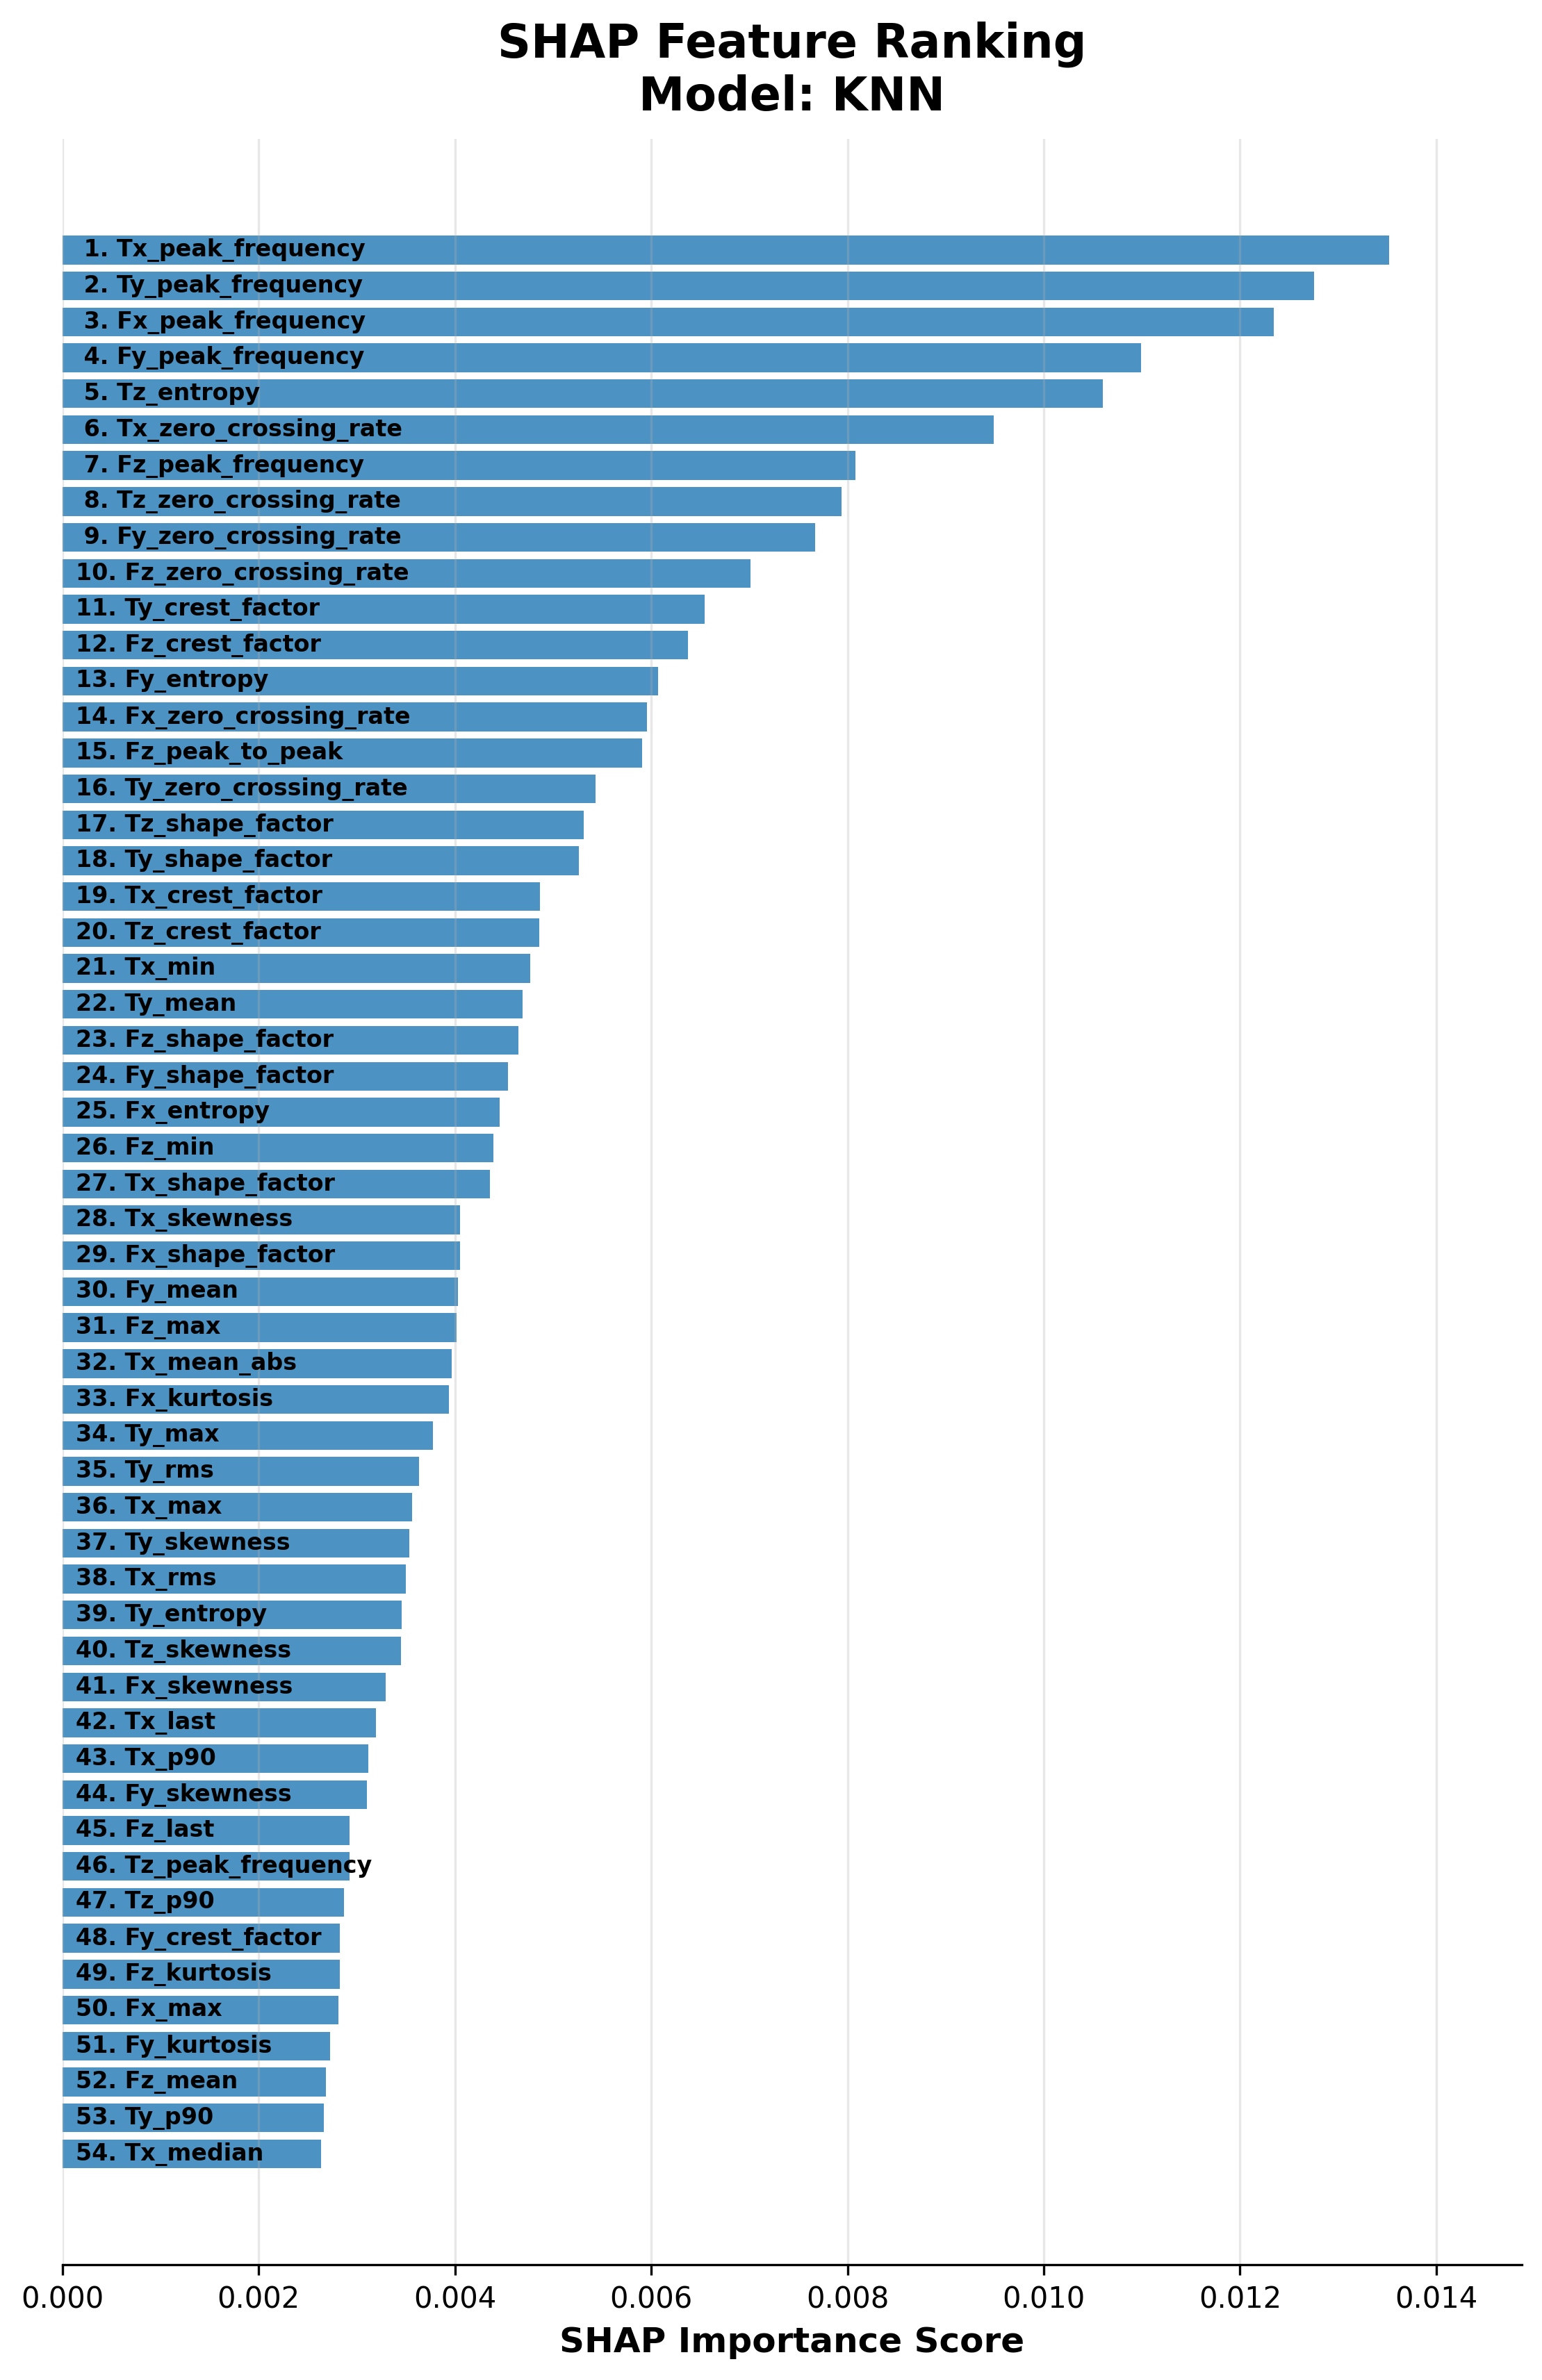 SHAP Feature Ranking
Model: KNN
1. Tx_peak_frequency
2. Ty_peak_frequency
3. Fx_peak_frequency
4. Fy_peak_frequency
5. Tz_entropy
6. Tx_zero_crossing_rate
7. Fz_peak_frequency
8. Tz_zero_crossing_rate
9. Fy_zero_crossing_rate
10. Fz_zero_crossing_rate
11. Ty_crest_factor
12. Fz_crest_factor
13. Fy_entropy
14. Fx_zero_crossing_rate
15. Fz_peak_to_peak
16. Ty_zero_crossing_rate
17. Tz_shape_factor
18. Ty_shape_factor
19. Tx_crest_factor
20. Tz_crest_factor
21. Tx_min
22. Ty_mean
23. Fz_shape_factor
24. Fy_shape_factor
25. Fx_entropy
26. Fz_min
27. Tx_shape_factor
28. Tx_skewness
29. Fx_shape_factor
30. Fy_mean
31. Fz_max
32. Tx_mean_abs
33. Fx_kurtosis
34. Ty_max
35. Ty_rms
36. Tx_max
37. Ty_skewness
38. Tx_rms
39. Ty_entropy
40. Tz_skewness
41. Fx_skewness
42. Tx_last
43. Tx_p90
44. Fy_skewness
45. Fz_last
46. Tz_peak_frequency
47. Tz_p90
48. Fy_crest_factor
49. Fz_kurtosis
50. Fx_max
51. Fy_kurtosis
52. Fz_mean
53. Ty_p90
54. Tx_median
0.000 0.002 0.004 0.006 0.008 0.010 0.012 0.014
SHAP Importance Score